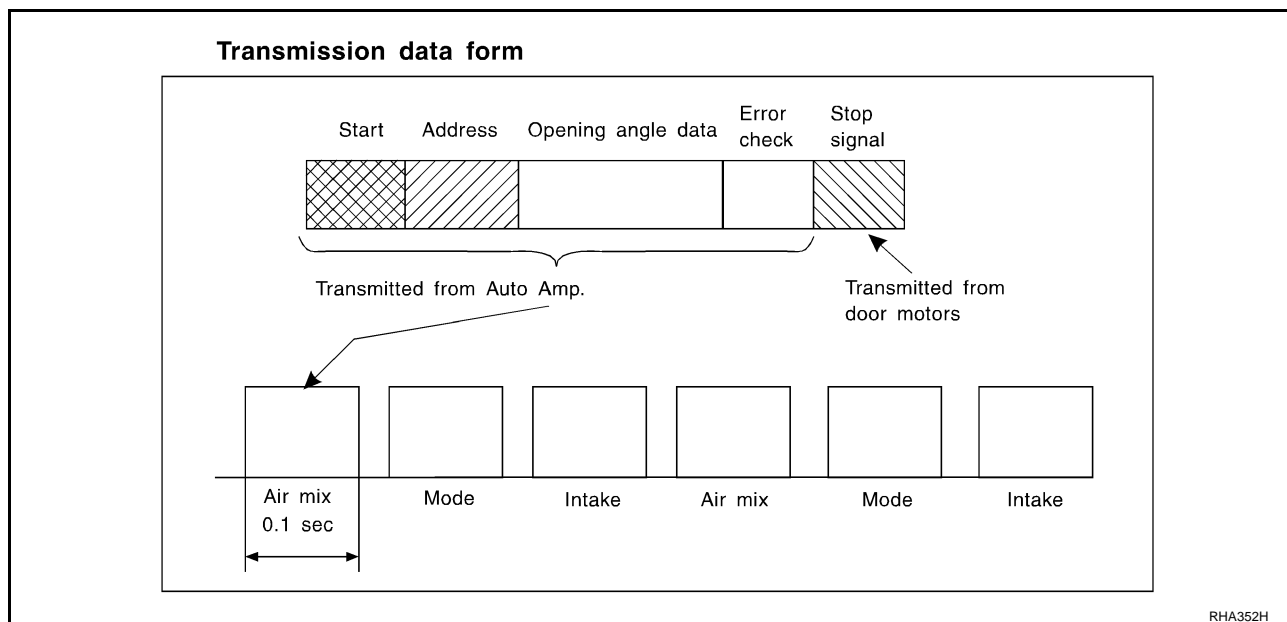 Transmission data form
Start
Address
Opening angle data
Error
check
Stop
signal
Transmitted from Auto Amp.
Transmitted from
door motors
Air mix
0.1 sec
Mode
Intake
Air mix
Mode
Intake
RHA352H